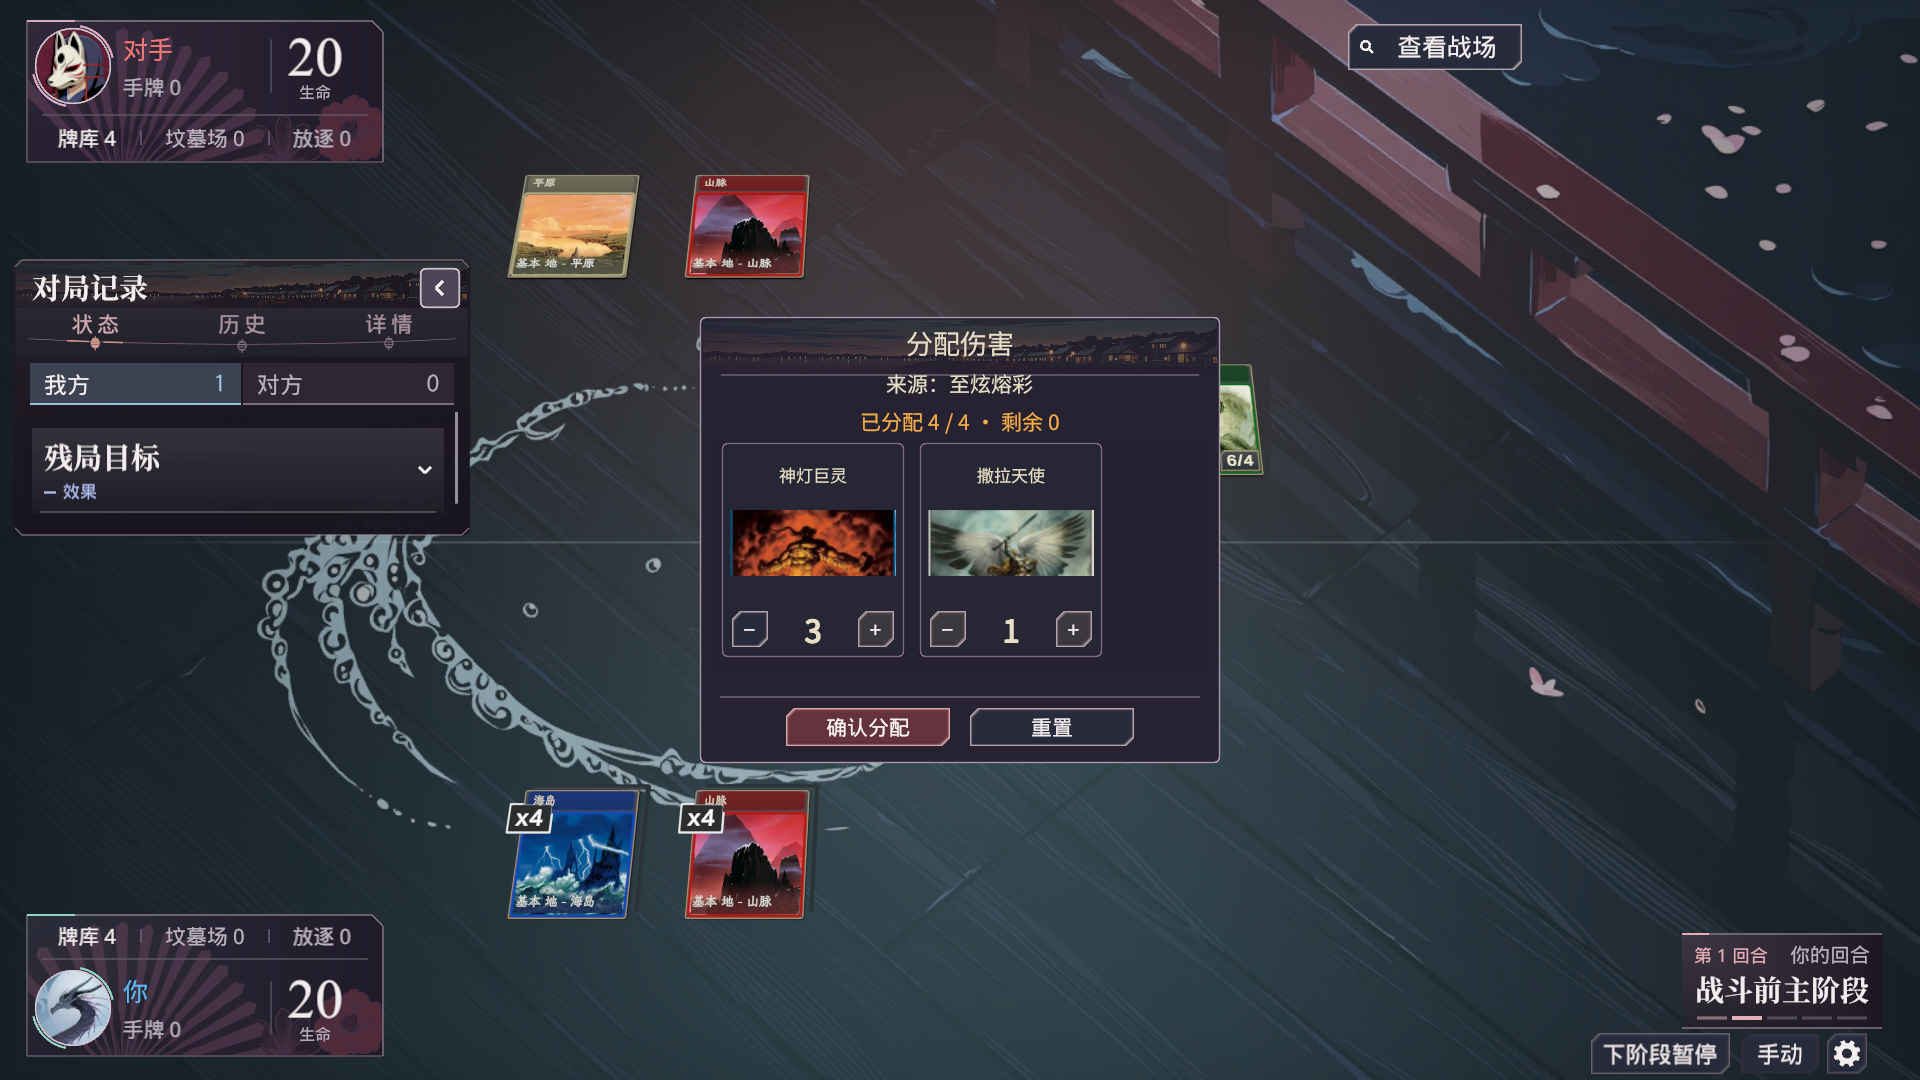 对手
手牌 0
20
生命
牌库 4
坟墓场 0
放逐 0
查看战场
平原
基本 地 - 平原
山脉
基本 地 - 山脉
对局记录
状态
历史
详情
我方 1
对方 0
残局目标
– 效果
分配伤害
来源：至炫熔彩
已分配 4 / 4 · 剩余 0
神灯巨灵
撒拉天使
− 3 +
− 1 +
确认分配
重置
6/4
海岛
x4
基本 地 - 海岛
山脉
x4
基本 地 - 山脉
牌库 4
坟墓场 0
放逐 0
你
手牌 0
20
生命
第 1 回合
你的回合
战斗前主阶段
下阶段暂停
手动